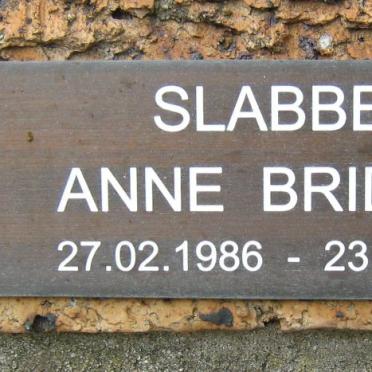 SLABBE
ANNE BRID
27.02.1986 - 23